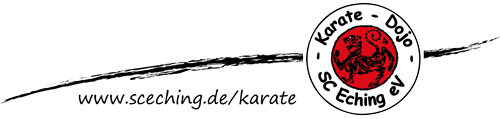 - Karate - Dojo -
SC Eching eV
www.sceching.de/karate